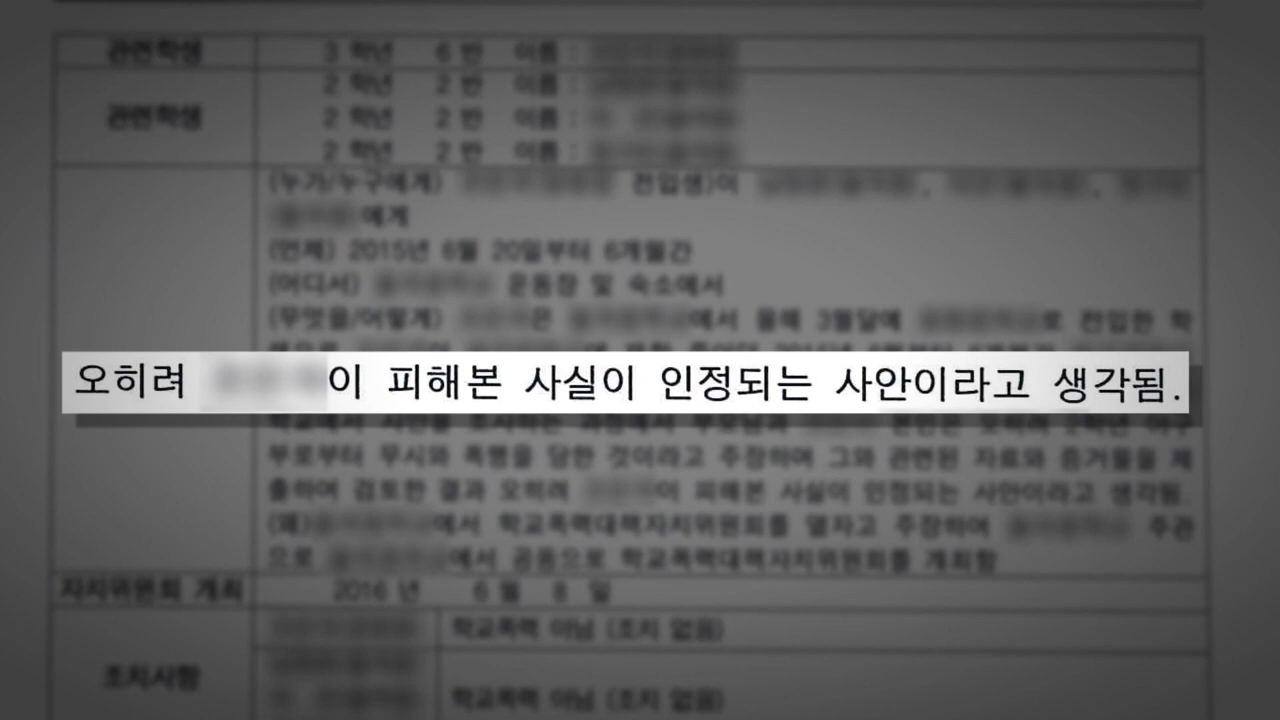 관련학생 3 학년 6 반 이름 :
2 학년 2 반 이름 :
관련학생 2 학년 2 반 이름 :
2 학년 2 반 이름 :
(누가/누구에게) 전입생)이 , ,
에게
(언제) 2015년 6월 20일부터 6개월간
(어디서) 운동장 및 숙소에서
(무엇을/어떻게) 은 에서 올해 3월달에 로 전입한 학
오히려 이 피해본 사실이 인정되는 사안이라고 생각됨.
학교에서 사안을 조사하는 과정에서 부모님과 본인은 오히려 2학년 야구
부로부터 무시와 폭행을 당한 것이라고 주장하며 그와 관련된 자료와 증거물을 제
출하여 검토한 결과 오히려 이 피해본 사실이 인정되는 사안이라고 생각됨.
(왜) 에서 학교폭력대책자치위원회를 열자고 주장하여 주관
으로 에서 공동으로 학교폭력대책자치위원회를 개최함
자치위원회 개최 2016 년 6 월 8 일
학교폭력 아님 (조치 없음)
조치사항
학교폭력 아님 (조치 없음)